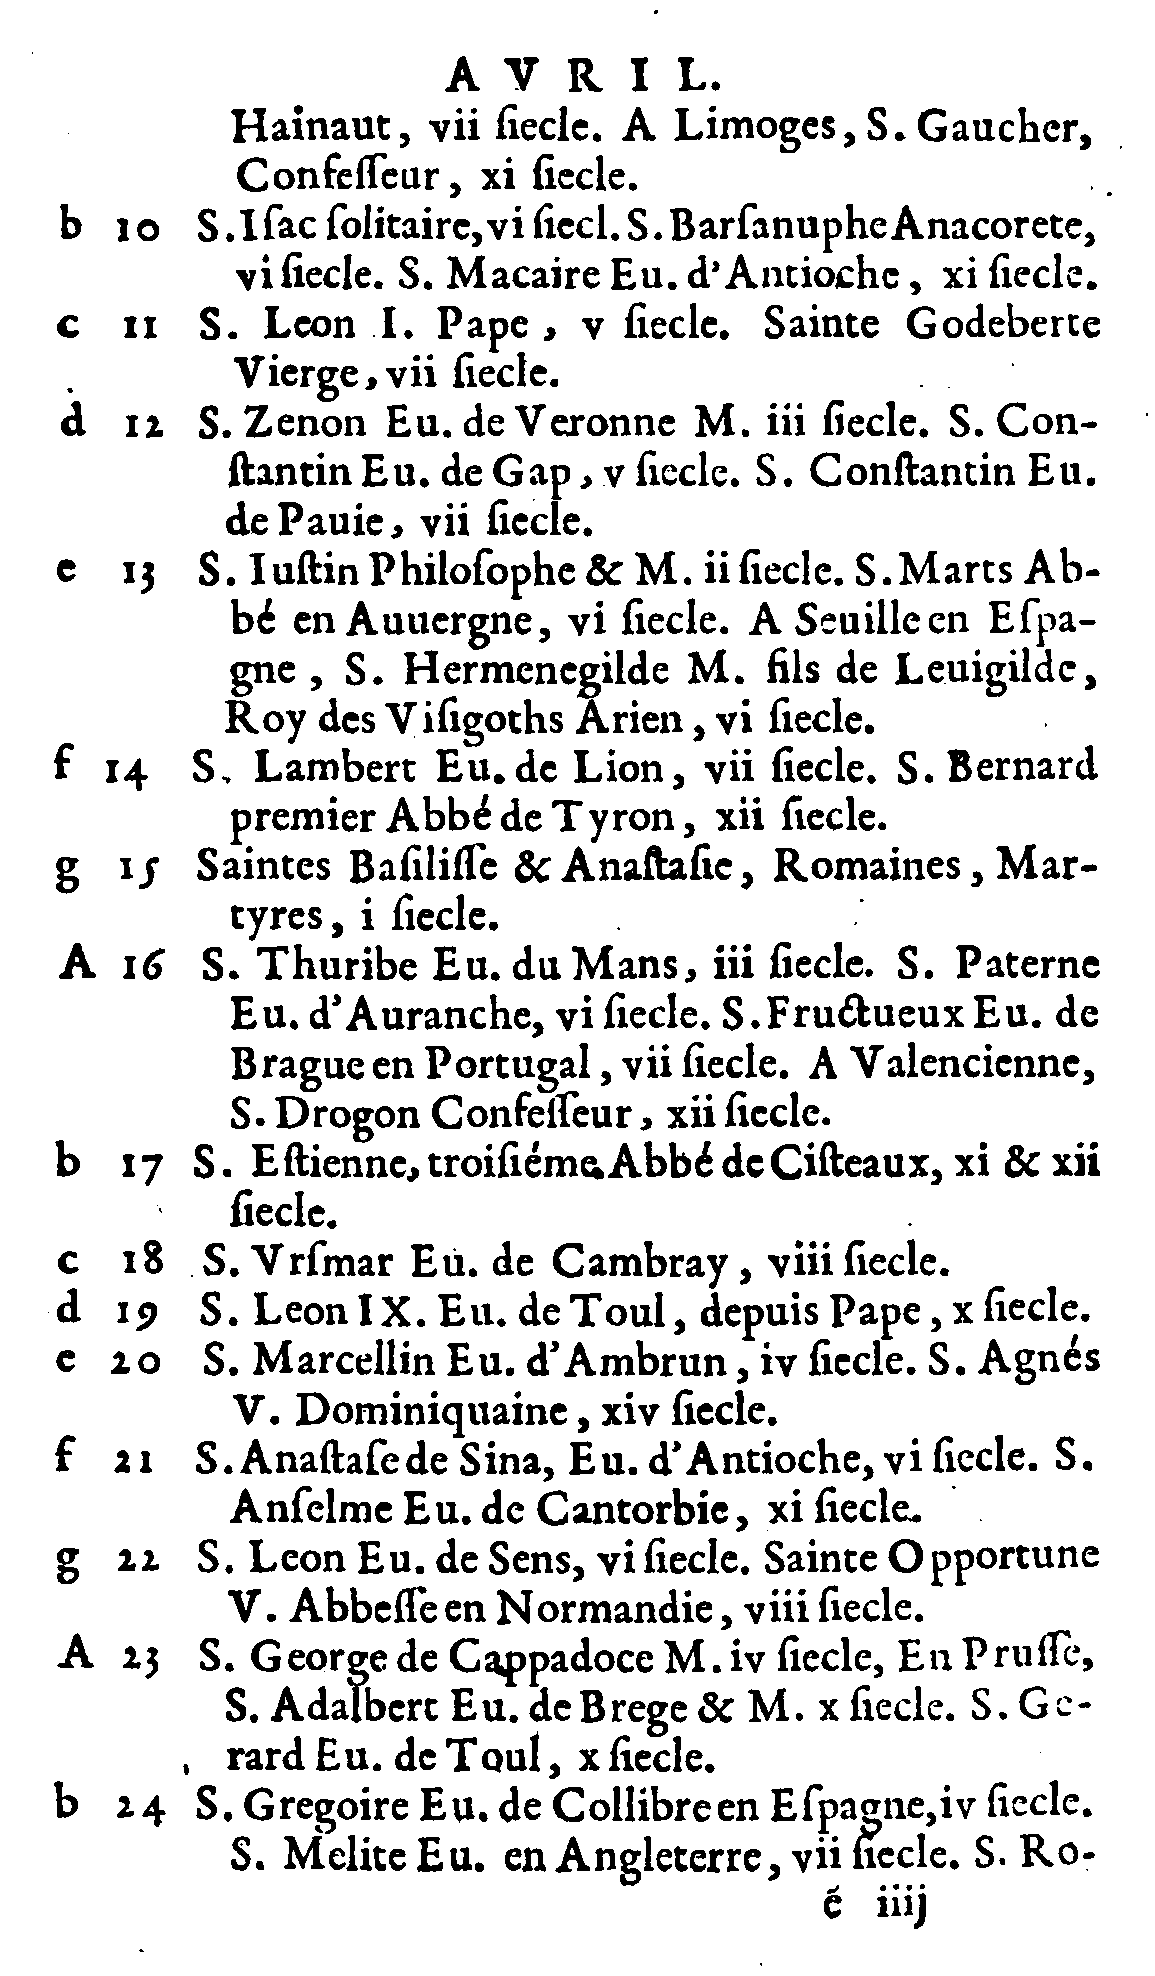 AVRIL.
Hainaut, vii ſiecle. A Limoges, S. Gaucher,
Confeſſeur, xi ſiecle.
b 10 S. Iſac ſolitaire, vi ſiecl. S. Barſanuphe Anacorete,
vi ſiecle. S. Macaire Eu. d'Antioche, xi ſiecle.
c 11 S. Leon I. Pape, v ſiecle. Sainte Godeberte
Vierge, vii ſiecle.
d 12 S. Zenon Eu. de Veronne M. iii ſiecle. S. Con-
ſtantin Eu. de Gap, v ſiecle. S. Conſtantin Eu.
de Pauie, vii ſiecle.
e 13 S. Iuſtin Philoſophe & M. ii ſiecle. S. Marts Ab-
bé en Auuergne, vi ſiecle. A Seuille en Eſpa-
gne, S. Hermenegilde M. fils de Leuigilde,
Roy des Viſigoths Arien, vi ſiecle.
f 14 S. Lambert Eu. de Lion, vii ſiecle. S. Bernard
premier Abbé de Tyron, xii ſiecle.
g 15 Saintes Baſiliſſe & Anaſtaſie, Romaines, Mar-
tyres, i ſiecle.
A 16 S. Thuribe Eu. du Mans, iii ſiecle. S. Paterne
Eu. d'Auranche, vi ſiecle. S. Fructueux Eu. de
Brague en Portugal, vii ſiecle. A Valencienne,
S. Drogon Confeſſeur, xii ſiecle.
b 17 S. Eſtienne, troiſiéme Abbé de Ciſteaux, xi & xii
ſiecle.
c 18 S. Vrſmar Eu. de Cambray, viii ſiecle.
d 19 S. Leon IX. Eu. de Toul, depuis Pape, x ſiecle.
e 20 S. Marcellin Eu. d'Ambrun, iv ſiecle. S. Agnés
V. Dominiquaine, xiv ſiecle.
f 21 S. Anaſtaſe de Sina, Eu. d'Antioche, vi ſiecle. S.
Anſelme Eu. de Cantorbie, xi ſiecle.
g 22 S. Leon Eu. de Sens, vi ſiecle. Sainte Opportune
V. Abbeſſe en Normandie, viii ſiecle.
A 23 S. George de Cappadoce M. iv ſiecle, En Pruſſe,
S. Adalbert Eu. de Brege & M. x ſiecle. S. Ge-
rard Eu. de Toul, x ſiecle.
b 24 S. Gregoire Eu. de Collibre en Eſpagne, iv ſiecle.
S. Melite Eu. en Angleterre, vii ſiecle. S. Ro-
é iiij